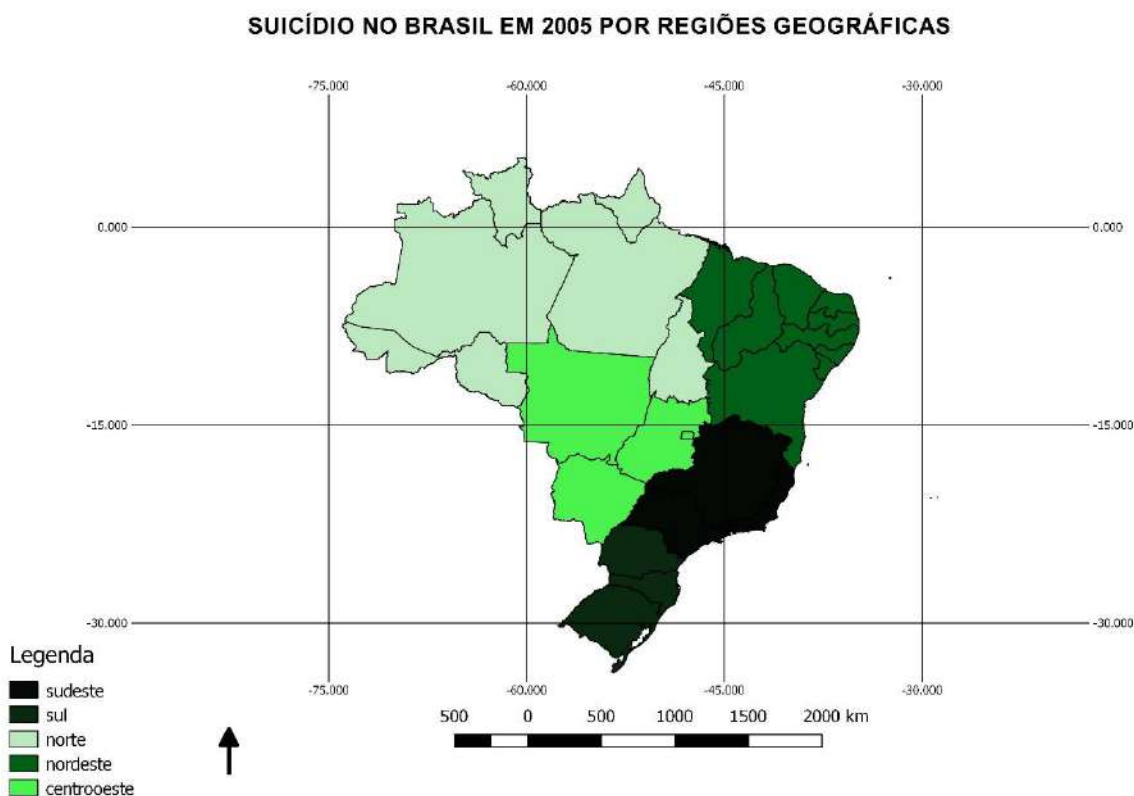 SUICÍDIO NO BRASIL EM 2005 POR REGIÕES GEOGRÁFICAS
-75.000 -60.000 -45.000 -30.000
0.000 0.000
-15.000 -15.000
-30.000 -30.000
-75.000 -60.000 -45.000 -30.000
Legenda
sudeste
sul
norte
nordeste
centrooeste
500 0 500 1000 1500 2000 km